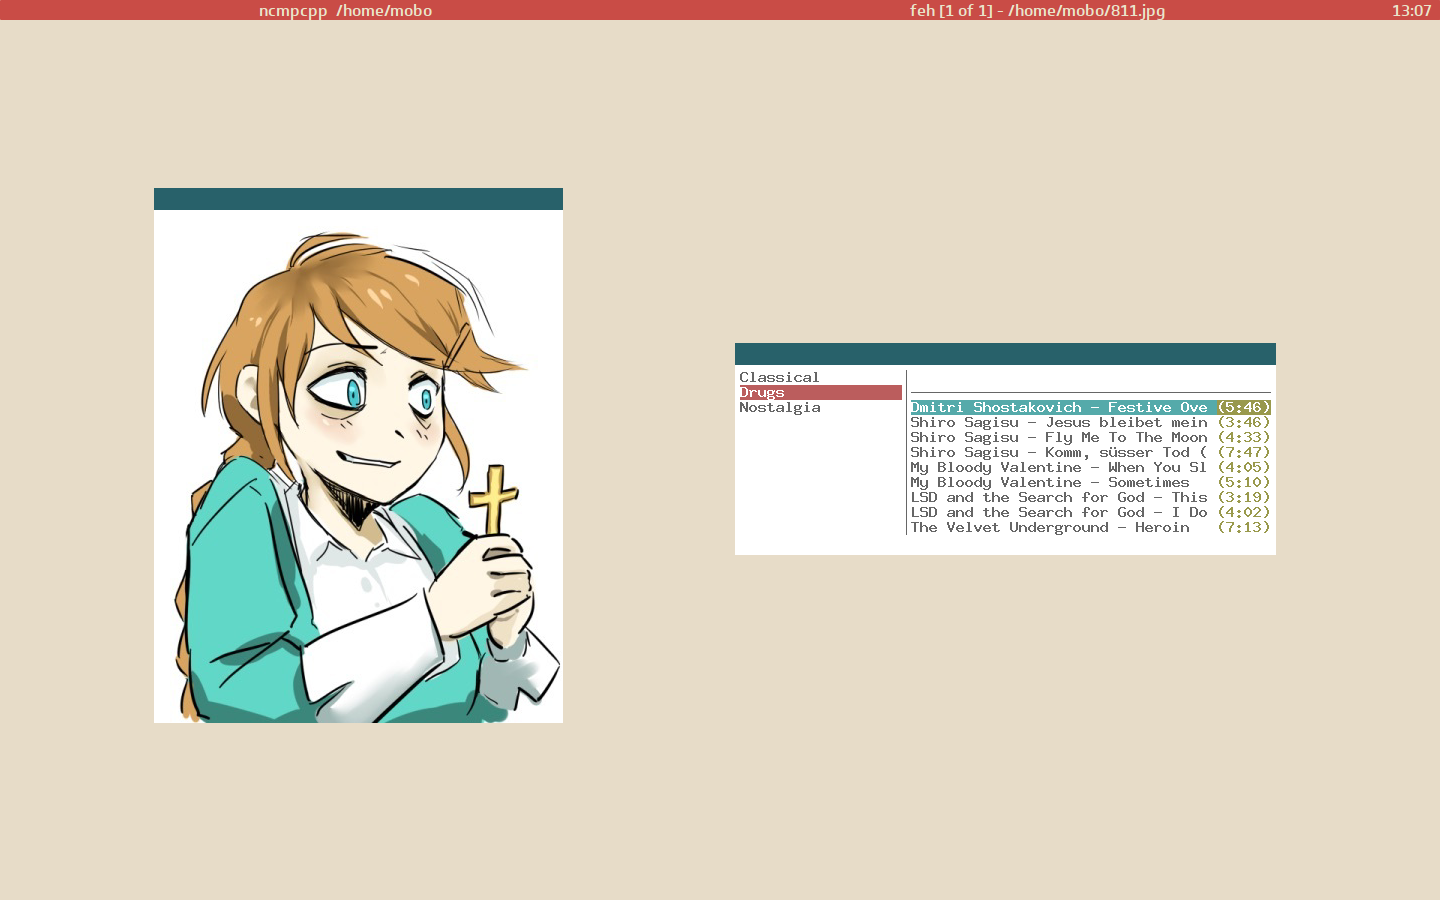 ncmpcpp /home/mobo
feh [1 of 1] - /home/mobo/811.jpg
13:07
Classical
Drugs
Nostalgia
Dmitri Shostakovich - Festive Ove (5:46)
Shiro Sagisu - Jesus bleibet mein (3:46)
Shiro Sagisu - Fly Me To The Moon (4:33)
Shiro Sagisu - Komm, süsser Tod ( (7:47)
My Bloody Valentine - When You Sl (4:05)
My Bloody Valentine - Sometimes (5:10)
LSD and the Search for God - This (3:19)
LSD and the Search for God - I Do (4:02)
The Velvet Underground - Heroin (7:13)